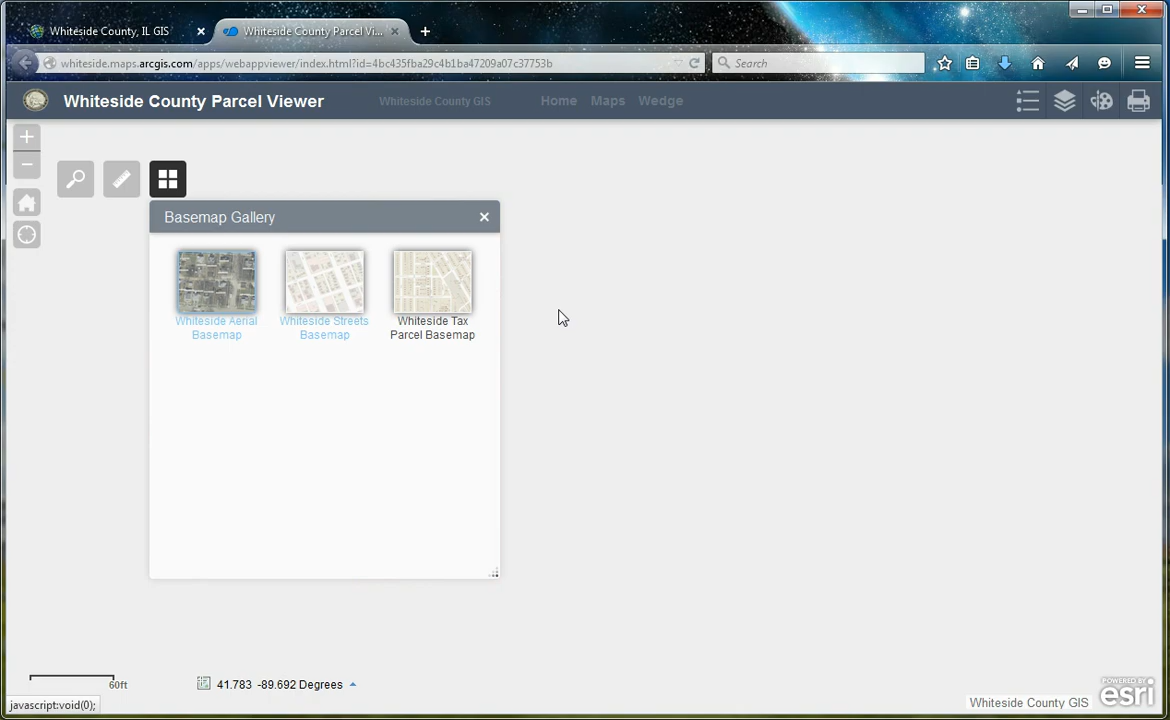 Whiteside County, IL GIS
Whiteside County Parcel Vi...
whiteside.maps.arcgis.com/apps/webappviewer/index.html?id=4bc435fba29c4b1ba47209a07c37753b
Search
Whiteside County Parcel Viewer
Whiteside County GIS
Home
Maps
Wedge
Basemap Gallery
Whiteside Aerial
Basemap
Whiteside Streets
Basemap
Whiteside Tax
Parcel Basemap
60ft
41.783 -89.692 Degrees
javascript:void(0);
Whiteside County GIS
POWERED BY
esri